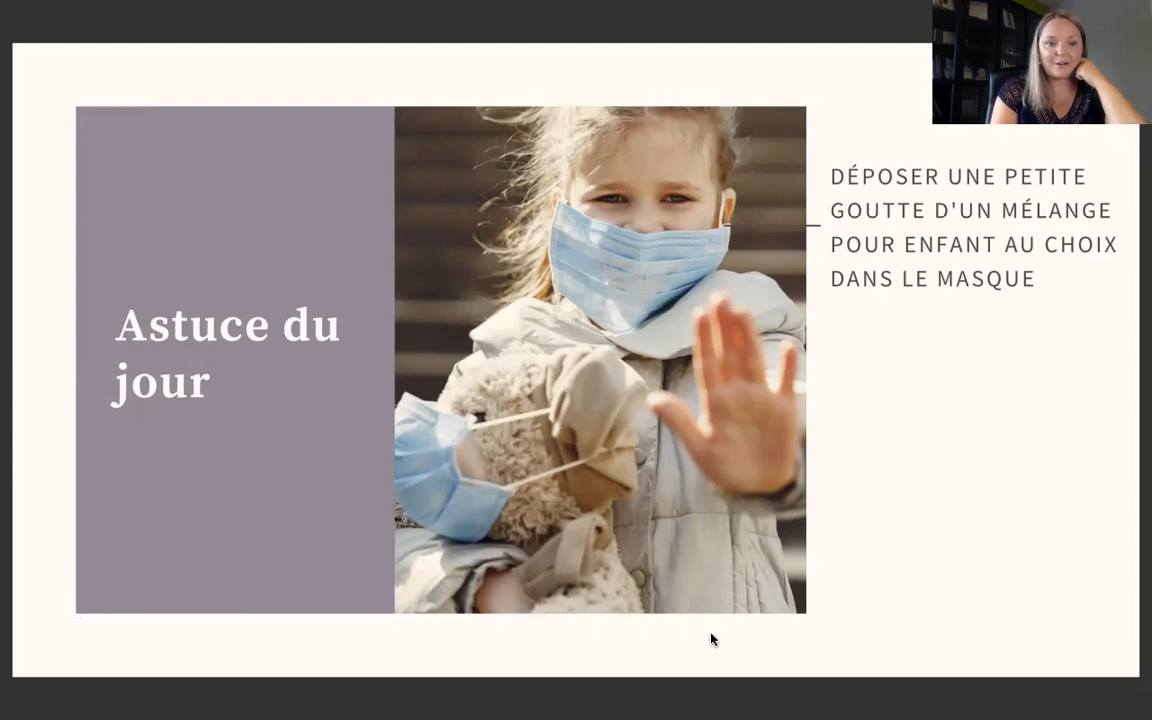 Astuce du
jour
DÉPOSER UNE PETITE
GOUTTE D'UN MÉLANGE
POUR ENFANT AU CHOIX
DANS LE MASQUE